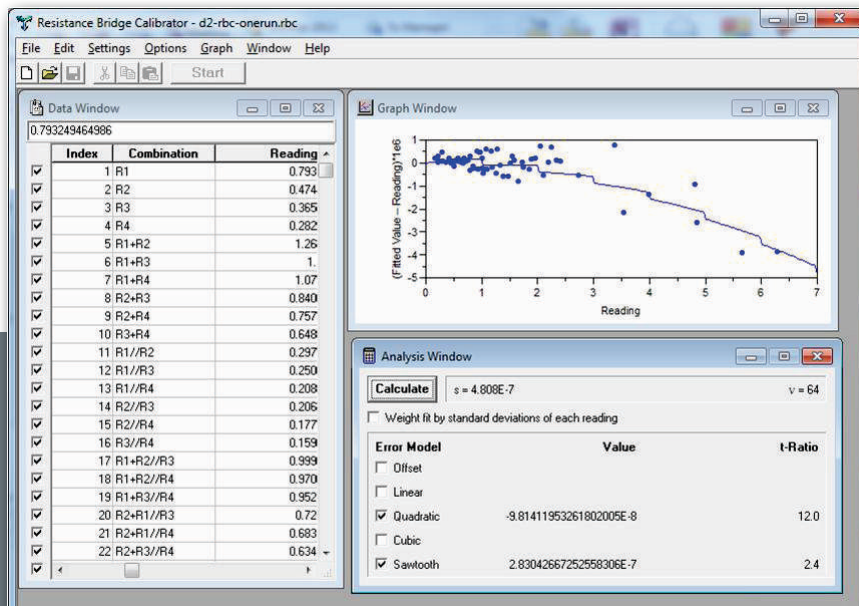 Resistance Bridge Calibrator - d2-rbc-onerun.rbc
File Edit Settings Options Graph Window Help
Start
Data Window
0.793249464986
Index Combination Reading
1 R1 0.793
2 R2 0.474
3 R3 0.365
4 R4 0.282
5 R1+R2 1.26
6 R1+R3 1.
7 R1+R4 1.07
8 R2+R3 0.840
9 R2+R4 0.757
10 R3+R4 0.648
11 R1//R2 0.297
12 R1//R3 0.250
13 R1//R4 0.208
14 R2//R3 0.206
15 R2//R4 0.177
16 R3//R4 0.159
17 R1+R2//R3 0.999
18 R1+R2//R4 0.970
19 R1+R3//R4 0.952
20 R2+R1//R3 0.72
21 R2+R1//R4 0.683
22 R2+R3//R4 0.634
Graph Window
(Fitted Value – Reading)*1e6
1
0
-1
-2
-3
-4
-5
0 1 2 3 4 5 6 7
Reading
Analysis Window
Calculate s = 4.808E-7 ν = 64
Weight fit by standard deviations of each reading
Error Model Value t-Ratio
Offset
Linear
Quadratic -9.8141195326180​2005E-8 12.0
Cubic
Sawtooth 2.83042667252558306E-7 2.4